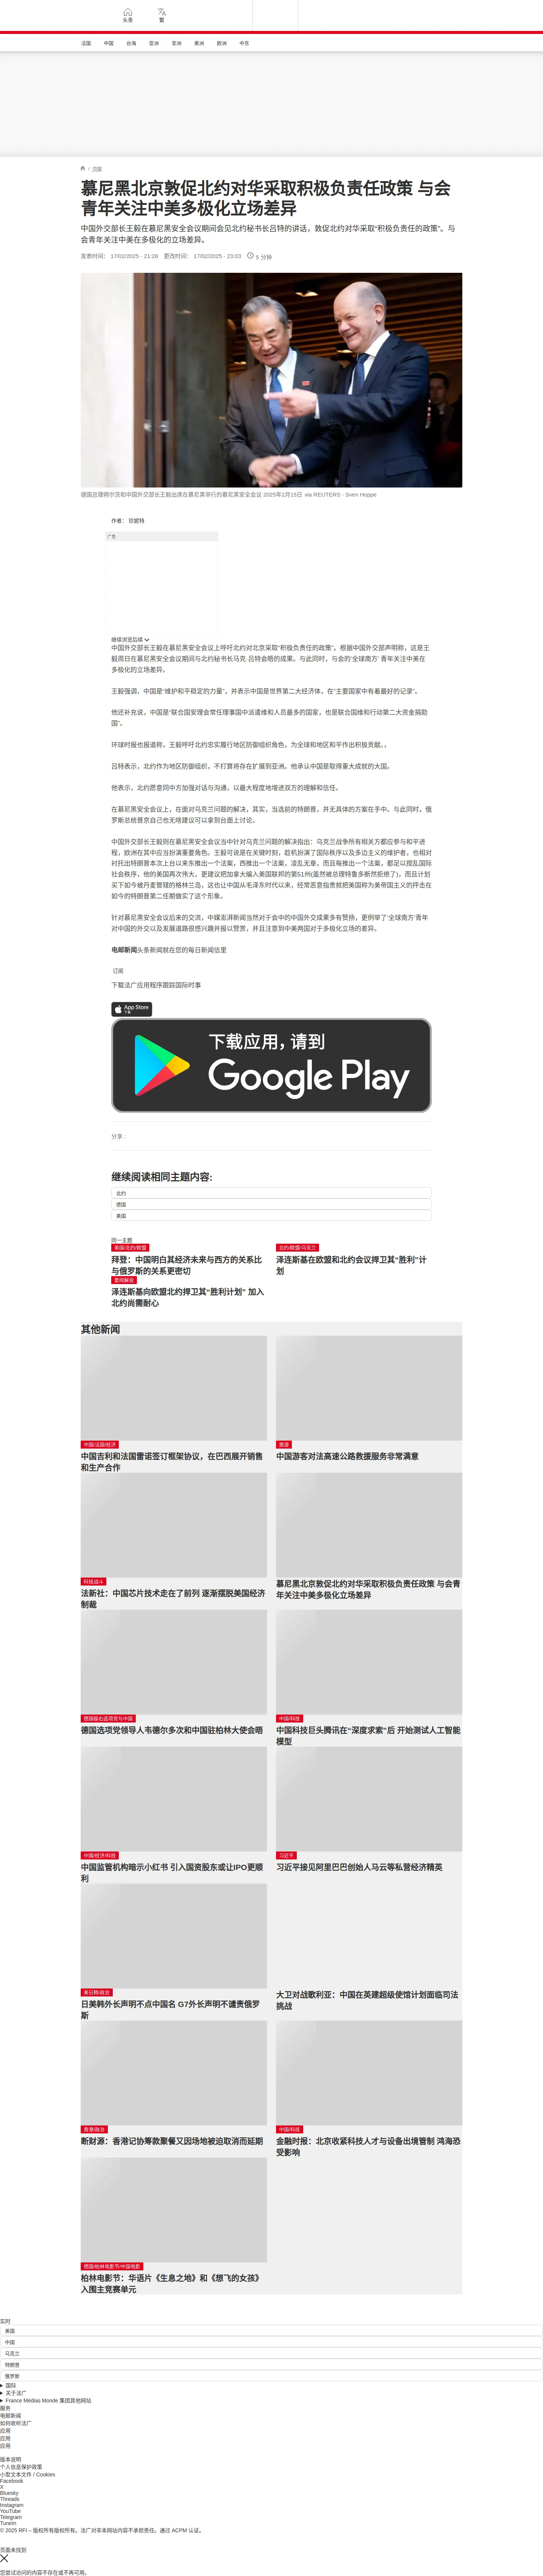 头条
繁
法国 中国 台海 亚洲 非洲 美洲 欧洲 中东
/ 中国
慕尼黑北京敦促北约对华采取积极负责任政策 与会
青年关注中美多极化立场差异
中国外交部长王毅在慕尼黑安全会议期间会见北约秘书长吕特的讲话，敦促北约对华采取“积极负责任的政策”。与
会青年关注中美在多极化的立场差异。
发表时间： 17/02/2025 - 21:28 更改时间： 17/02/2025 - 23:03 5 分钟
德国总理朔尔茨和中国外交部长王毅出席在慕尼黑举行的慕尼黑安全会议 2025年2月15日 via REUTERS - Sven Hoppe
作者： 珍妮特
广告
继续浏览后续
中国外交部长王毅在慕尼黑安全会议上呼吁北约对北京采取“积极负责任的政策”。根据中国外交部声明称，这是王
毅周日在慕尼黑安全会议期间与北约秘书长马克·吕特会晤的成果。与此同时，与会的‘全球南方’ 青年关注中美在
多极化的立场差异。
王毅强调，中国是“维护和平稳定的力量”，并表示中国是世界第二大经济体，在“主要国家中有着最好的记录”。
他还补充说，中国是“联合国安理会常任理事国中派遣维和人员最多的国家，也是联合国维和行动第二大资金捐助
国”。
环球时报也报道称，王毅呼吁北约忠实履行地区防御组织角色，为全球和地区和平作出积极贡献。，
吕特表示，北约作为地区防御组织，不打算将存在扩展到亚洲。他承认中国是取得重大成就的大国。
他表示，北约愿意同中方加强对话与沟通，以最大程度地增进双方的理解和信任。
在慕尼黑安全会议上，在面对乌克兰问题的解决，其实，当选前的特朗普，并无具体的方案在手中。与此同时，俄
罗斯总统普京自己也无啥建议可以拿到台面上讨论。
中国外交部长王毅则在慕尼黑安全会议当中针对乌克兰问题的解决指出：乌克兰战争所有相关方都应参与和平进
程，欧洲在其中应当扮演重要角色。王毅可说是在关键时刻，趁机扮演了国际秩序以及多边主义的维护者，也相对
衬托出特朗普本次上台以来东推出一个法案，西推出一个法案，凌乱无章，而且每推出一个法案，都足以搅乱国际
社会秩序，他的美国再次伟大，更建议把加拿大编入美国联邦的第51州(虽然被总理特鲁多断然拒绝了)，而且计划
买下如今被丹麦管辖的格林兰岛，这也让中国从毛泽东时代以来，经常恶意指责就把美国称为美帝国主义的抨击在
如今的特朗普第二任期做实了这个形象。
针对慕尼黑安全会议后来的交流，中媒澎湃新闻当然对于会中的中国外交成果多有赞扬，更例举了‘全球南方’青年
对中国的外交以及发展道路很感兴趣并报以赞赏，并且注意到中美两国对于多极化立场的差异。
电邮新闻头条新闻就在您的每日新闻信里
订阅
下载法广应用程序跟踪国际时事
App Store
下载
下载应用，请到
Google Play
分享 :
继续阅读相同主题内容:
北约
德国
美国
同一主题
美国/北约/欧盟
拜登：中国明白其经济未来与西方的关系比
与俄罗斯的关系更密切
北约/欧盟/乌克兰
泽连斯基在欧盟和北约会议捍卫其“胜利”计
划
要闻解说
泽连斯基向欧盟北约捍卫其“胜利计划” 加入
北约尚需耐心
其他新闻
中国/法国/经济
中国吉利和法国雷诺签订框架协议，在巴西展开销售
和生产合作
旅游
中国游客对法高速公路救援服务非常满意
科技战斗
法新社：中国芯片技术走在了前列 逐渐摆脱美国经济
制裁
慕尼黑北京敦促北约对华采取积极负责任政策 与会青
年关注中美多极化立场差异
德国极右选项党与中国
德国选项党领导人韦德尔多次和中国驻柏林大使会晤
中国/科技
中国科技巨头腾讯在“深度求索”后 开始测试人工智能
模型
中国/经济/科技
中国监管机构暗示小红书 引入国资股东或让IPO更顺
利
习近平
习近平接见阿里巴巴创始人马云等私营经济精英
美日韩/政治
日美韩外长声明不点中国名 G7外长声明不谴责俄罗
斯
大卫对战歌利亚：中国在英建超级使馆计划面临司法
挑战
香港/政治
断财源：香港记协筹款聚餐又因场地被迫取消而延期
中国/科技
金融时报：北京收紧科技人才与设备出境管制 鸿海恐
受影响
德国/柏林电影节/中国电影
柏林电影节：华语片《生息之地》和《想飞的女孩》
入围主竞赛单元
实时
美国
中国
乌克兰
特朗普
俄罗斯
国际
关于法广
France Médias Monde 集团其他网站
服务
电邮新闻
如何收听法广
应用
应用
应用
版本说明
个人信息保护政策
小型文本文件 / Cookies
Facebook
X
Bluesky
Threads
Instagram
YouTube
Telegram
TuneIn
© 2025 RFI – 版权所有版权所有。法广对非本网站内容不承担责任。通过 ACPM 认证。
页面未找到
您尝试访问的内容不存在或不再可用。